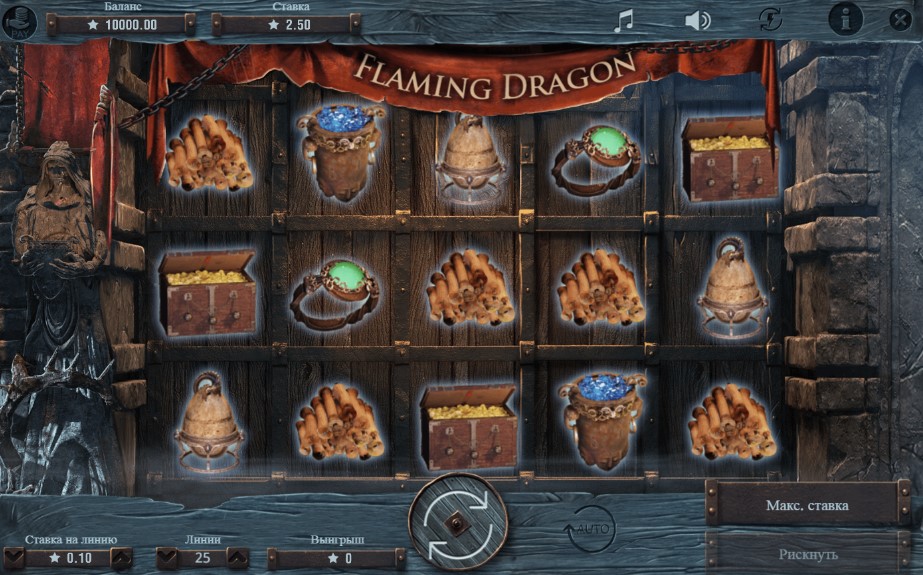 Баланс
10000.00
Ставка
2.50
PAY
FLAMING DRAGON
Макс. ставка
AUTO
Ставка на линию
0.10
Линии
25
Выигрыш
0
Рискнуть